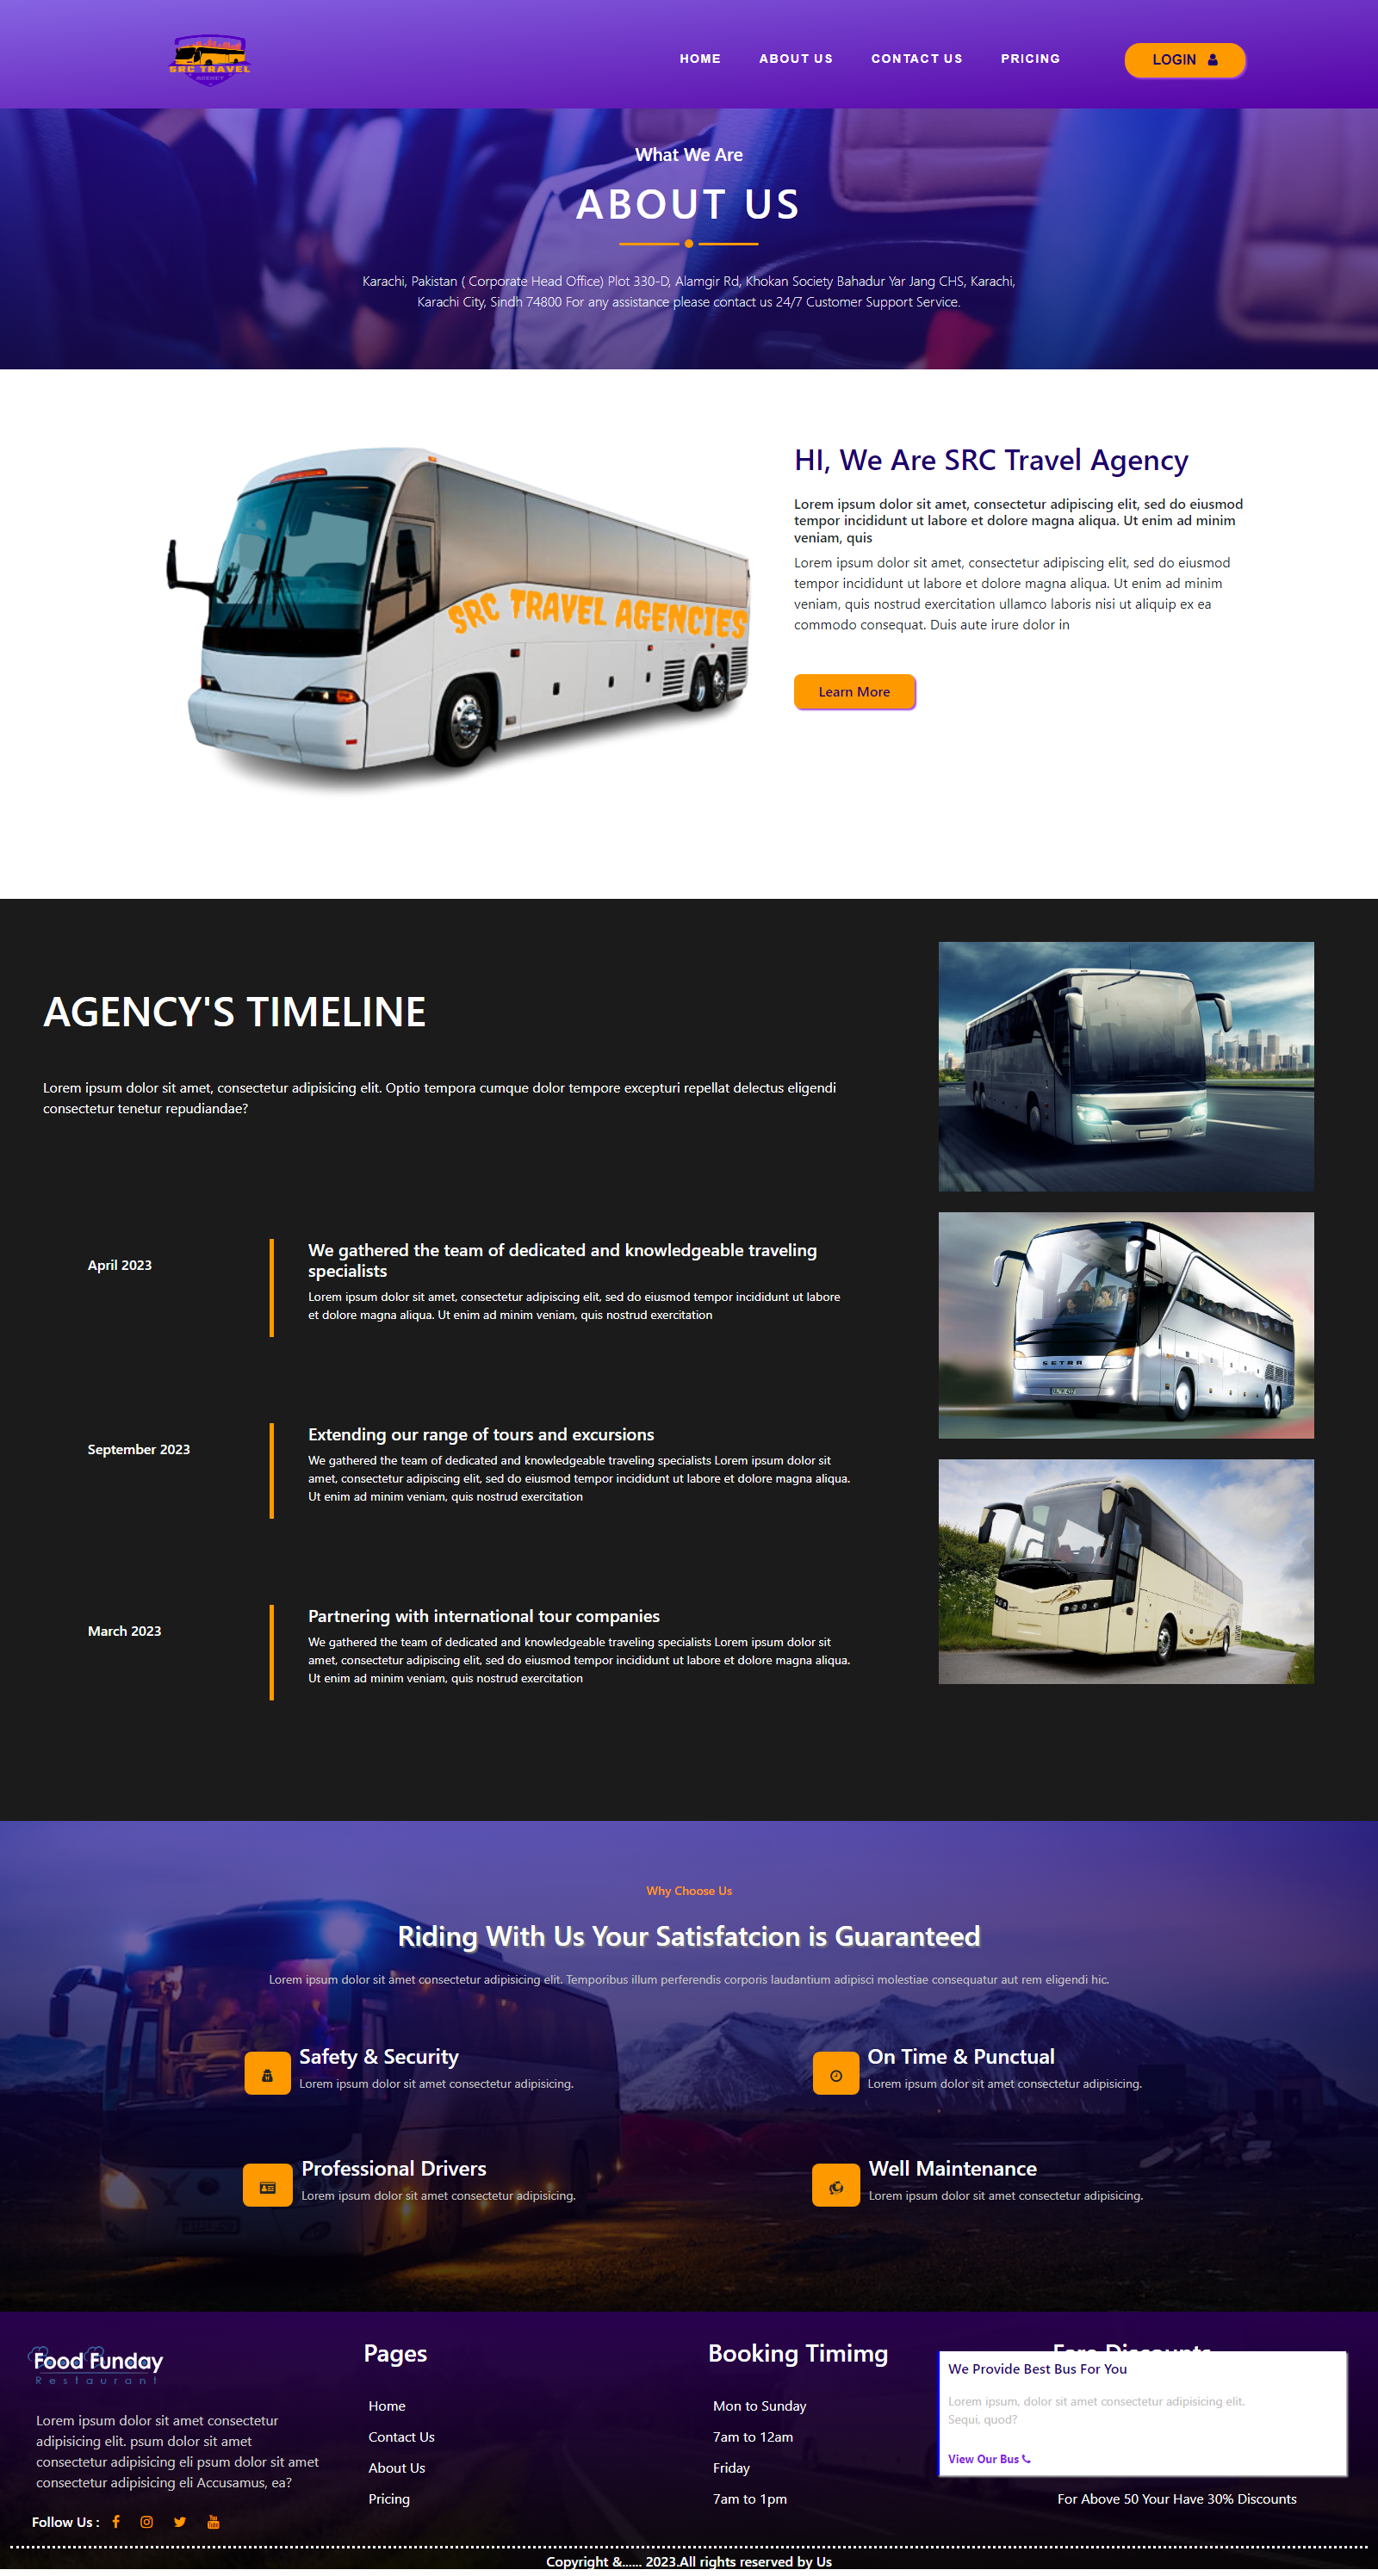 SRC TRAVEL
AGENCY
HOME ABOUT US CONTACT US PRICING LOGIN
What We Are
ABOUT US
Karachi, Pakistan ( Corporate Head Office) Plot 330-D, Alamgir Rd, Khokan Society Bahadur Yar Jang CHS, Karachi,
Karachi City, Sindh 74800 For any assistance please contact us 24/7 Customer Support Service.
SRC TRAVEL AGENCIES
HI, We Are SRC Travel Agency
Lorem ipsum dolor sit amet, consectetur adipiscing elit, sed do eiusmod
tempor incididunt ut labore et dolore magna aliqua. Ut enim ad minim
veniam, quis
Lorem ipsum dolor sit amet, consectetur adipiscing elit, sed do eiusmod
tempor incididunt ut labore et dolore magna aliqua. Ut enim ad minim
veniam, quis nostrud exercitation ullamco laboris nisi ut aliquip ex ea
commodo consequat. Duis aute irure dolor in
Learn More
AGENCY'S TIMELINE
Lorem ipsum dolor sit amet, consectetur adipisicing elit. Optio tempora cumque dolor tempore excepturi repellat delectus eligendi
consectetur tenetur repudiandae?
April 2023
We gathered the team of dedicated and knowledgeable traveling
specialists
Lorem ipsum dolor sit amet, consectetur adipiscing elit, sed do eiusmod tempor incididunt ut labore
et dolore magna aliqua. Ut enim ad minim veniam, quis nostrud exercitation
SETRA
September 2023
Extending our range of tours and excursions
We gathered the team of dedicated and knowledgeable traveling specialists Lorem ipsum dolor sit
amet, consectetur adipiscing elit, sed do eiusmod tempor incididunt ut labore et dolore magna aliqua.
Ut enim ad minim veniam, quis nostrud exercitation
March 2023
Partnering with international tour companies
We gathered the team of dedicated and knowledgeable traveling specialists Lorem ipsum dolor sit
amet, consectetur adipiscing elit, sed do eiusmod tempor incididunt ut labore et dolore magna aliqua.
Ut enim ad minim veniam, quis nostrud exercitation
Why Choose Us
Riding With Us Your Satisfatcion is Guaranteed
Lorem ipsum dolor sit amet consectetur adipisicing elit. Temporibus illum perferendis corporis laudantium adipisci molestiae consequatur aut rem eligendi hic.
Safety & Security
Lorem ipsum dolor sit amet consectetur adipisicing.
On Time & Punctual
Lorem ipsum dolor sit amet consectetur adipisicing.
Professional Drivers
Lorem ipsum dolor sit amet consectetur adipisicing.
Well Maintenance
Lorem ipsum dolor sit amet consectetur adipisicing.
Food Funday
Restaurant
Lorem ipsum dolor sit amet consectetur
adipisicing elit. psum dolor sit amet
consectetur adipisicing eli psum dolor sit amet
consectetur adipisicing eli Accusamus, ea?
Follow Us :
Pages
Home
Contact Us
About Us
Pricing
Booking Timimg
Mon to Sunday
7am to 12am
Friday
7am to 1pm
Fare Discounts
We Provide Best Bus For You
Lorem ipsum, dolor sit amet consectetur adipisicing elit.
Sequi, quod?
View Our Bus
For Above 50 Your Have 30% Discounts
Copyright &...... 2023.All rights reserved by Us